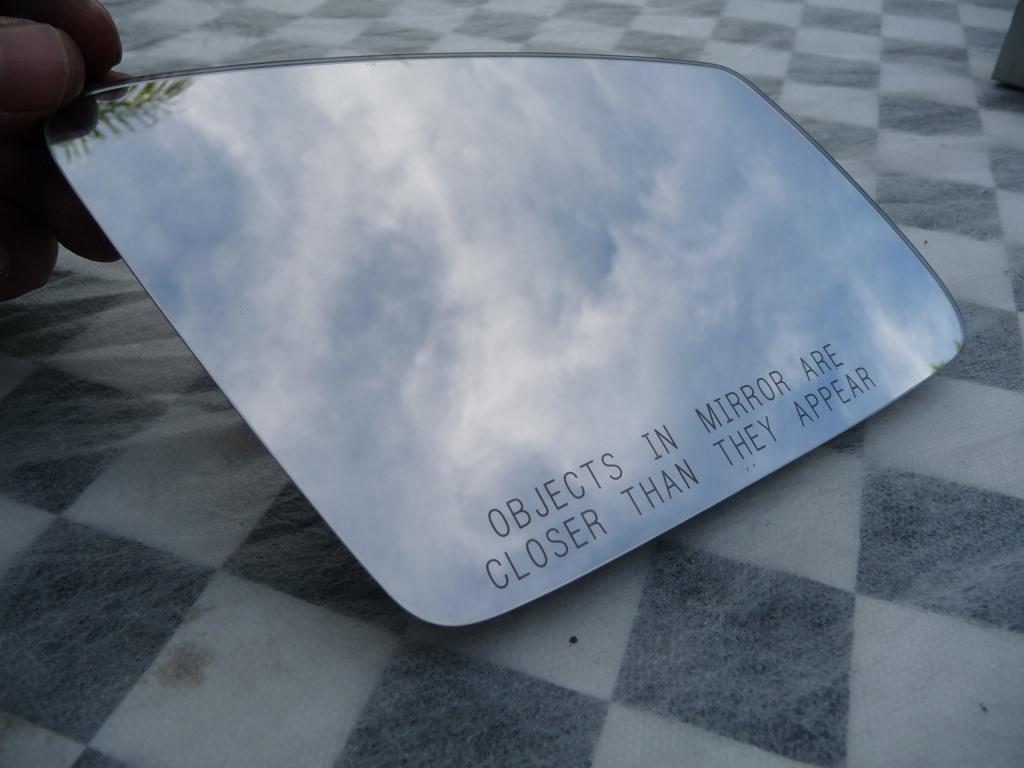 OBJECTS IN MIRROR ARE
CLOSER THAN THEY APPEAR